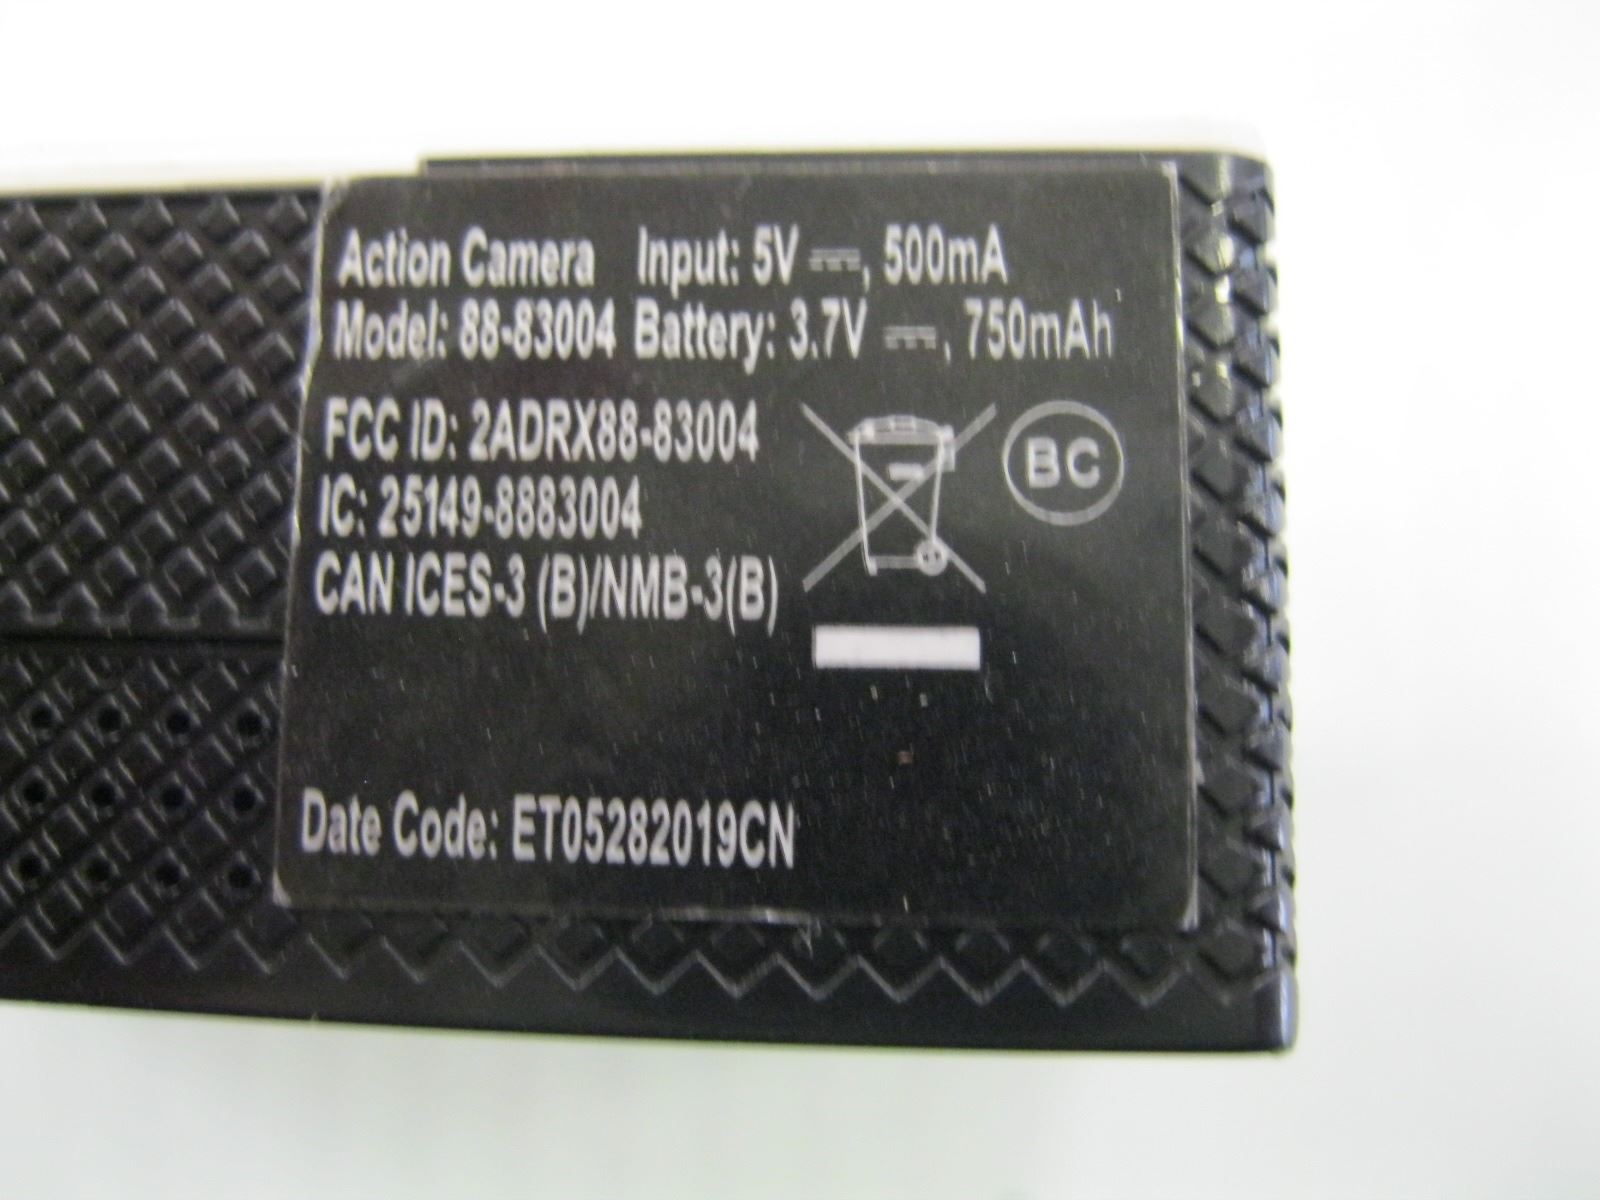 Action Camera Input: 5V ⎓, 500mA
Model: 88-83004 Battery: 3.7V ⎓, 750mAh
FCC ID: 2ADRX88-83004
IC: 25149-8883004
CAN ICES-3 (B)/NMB-3(B)
BC
Date Code: ET05282019CN